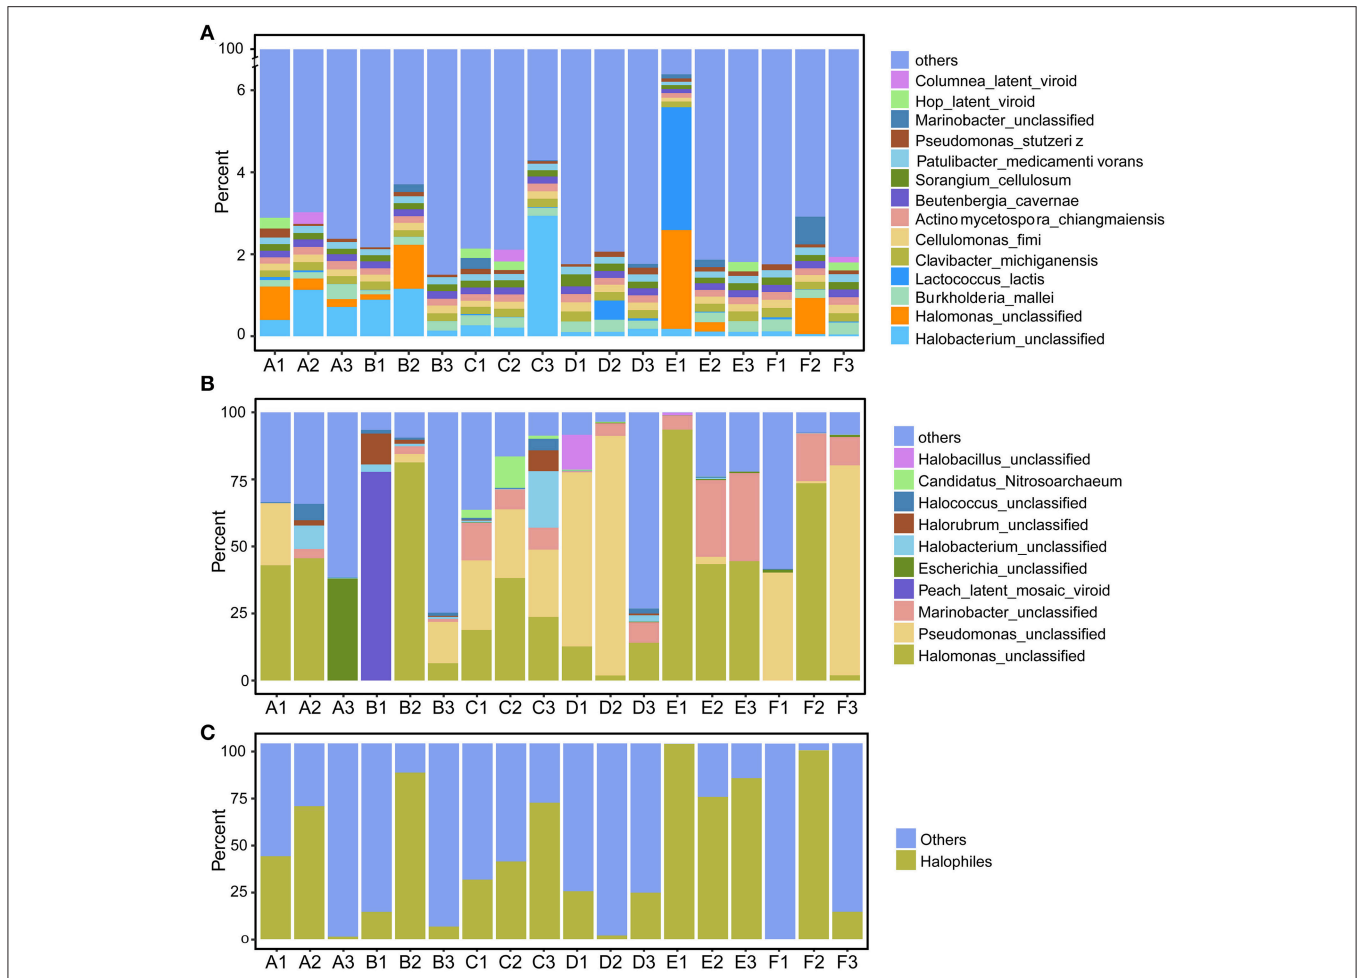 A
100
6
4
2
0
Percent
A1 A2 A3 B1 B2 B3 C1 C2 C3 D1 D2 D3 E1 E2 E3 F1 F2 F3
others
Columnea_latent_viroid
Hop_latent_viroid
Marinobacter_unclassified
Pseudomonas_stutzeri z
Patulibacter_medicamenti vorans
Sorangium_cellulosum
Beutenbergia_cavernae
Actino mycetospora_chiangmaiensis
Cellulomonas_fimi
Clavibacter_michiganensis
Lactococcus_lactis
Burkholderia_mallei
Halomonas_unclassified
Halobacterium_unclassified
B
100
75
50
25
0
Percent
A1 A2 A3 B1 B2 B3 C1 C2 C3 D1 D2 D3 E1 E2 E3 F1 F2 F3
others
Halobacillus_unclassified
Candidatus_Nitrosoarchaeum
Halococcus_unclassified
Halorubrum_unclassified
Halobacterium_unclassified
Escherichia_unclassified
Peach_latent_mosaic_viroid
Marinobacter_unclassified
Pseudomonas_unclassified
Halomonas_unclassified
C
100
75
50
25
0
Percent
A1 A2 A3 B1 B2 B3 C1 C2 C3 D1 D2 D3 E1 E2 E3 F1 F2 F3
Others
Halophiles